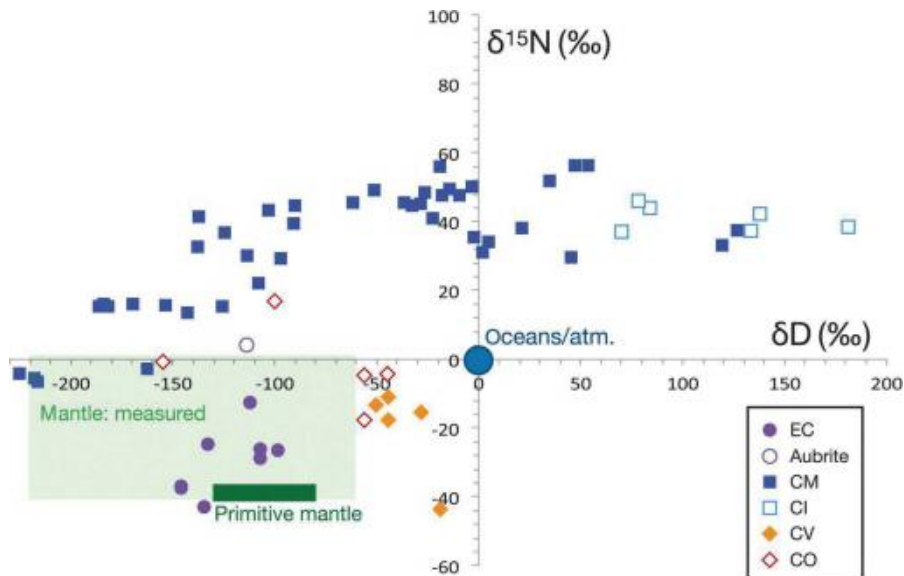 100
δ¹⁵N (‰)
80
60
40
20
Oceans/atm.
0
δD (‰)
-200
-150
-100
-50
0
50
100
150
200
Mantle: measured
-20
-40
Primitive mantle
-60
EC
Aubrite
CM
CI
CV
CO